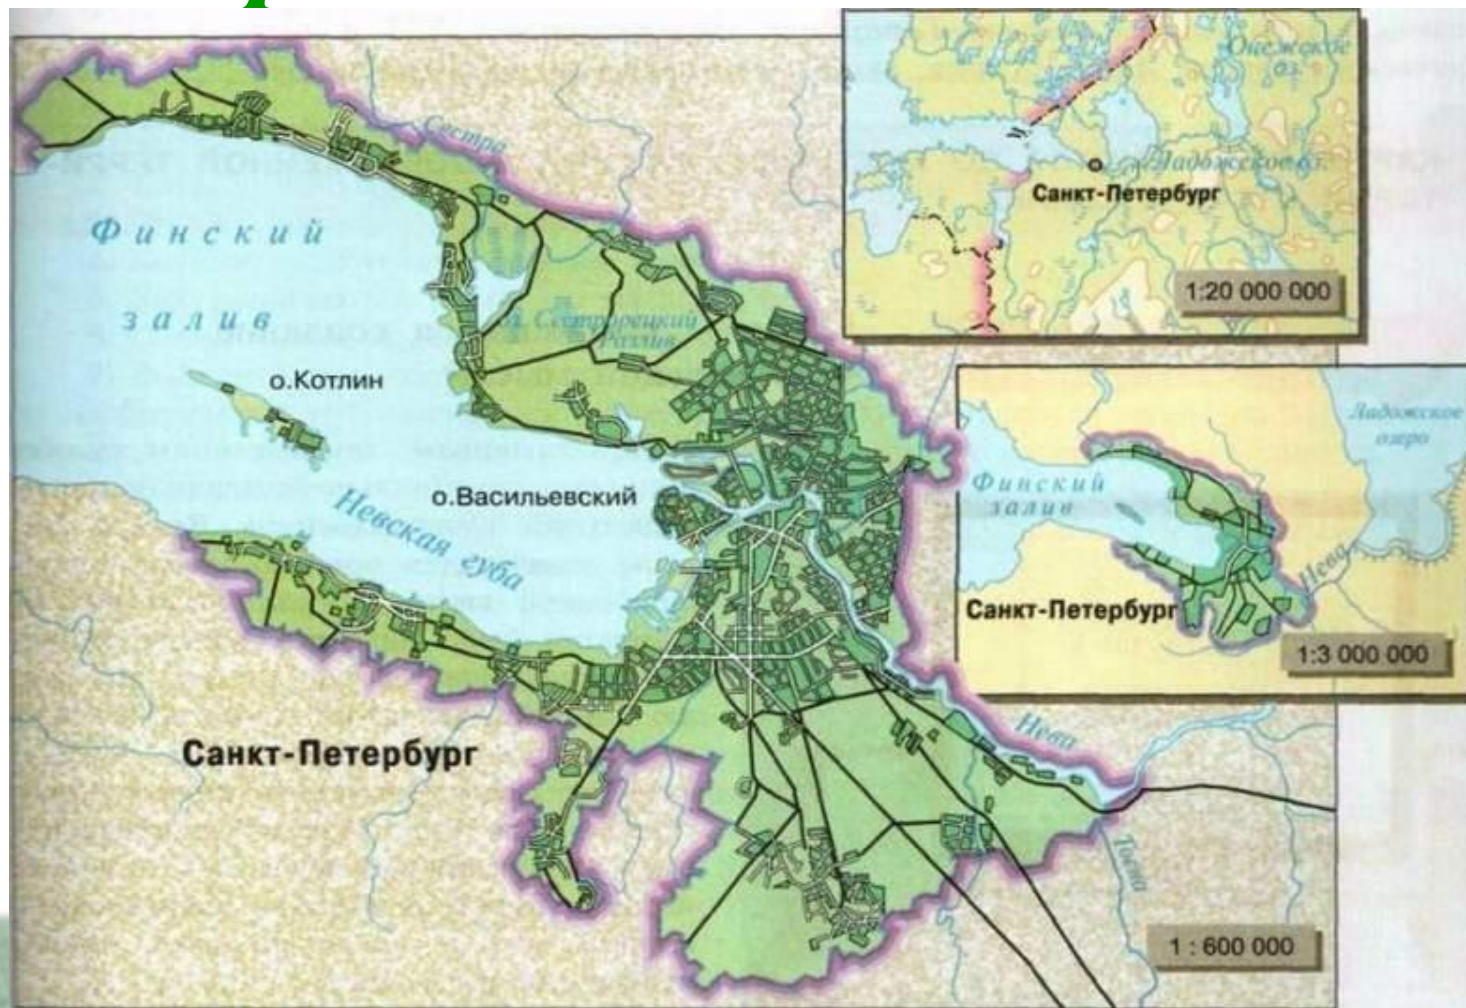 Сестра
Финский
залив
оз. Сестрорецкий
Разлив
о.Котлин
о.Васильевский
Невская губа
Санкт-Петербург
Нева
Тосна
1 : 600 000
Онежское
оз.
Ладожское оз.
Санкт-Петербург
1:20 000 000
Ладожское
озеро
Финский
залив
Нева
Санкт-Петербург
1:3 000 000